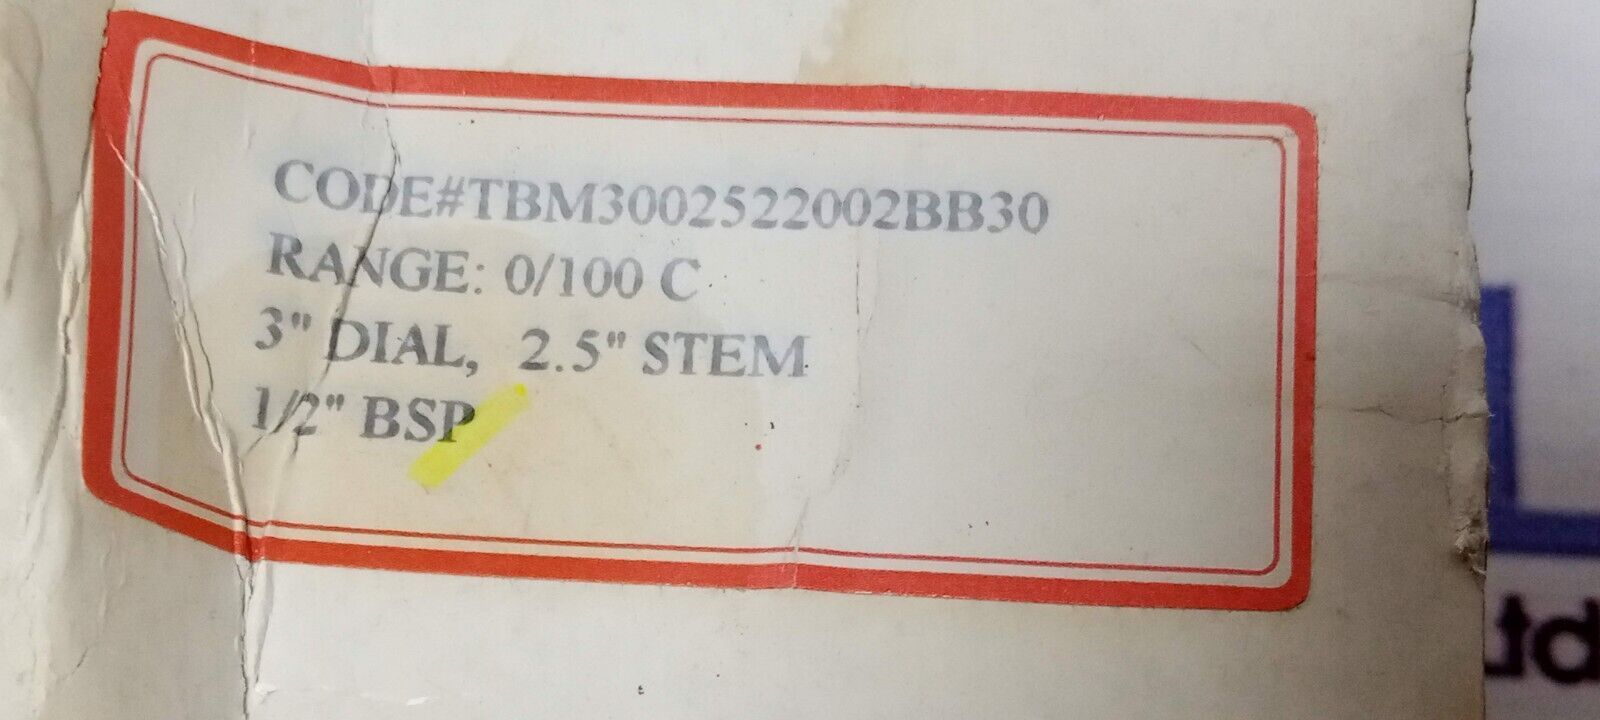 CODE#TBM3002522002BB30
RANGE: 0/100 C
3" DIAL, 2.5" STEM
1/2" BSP